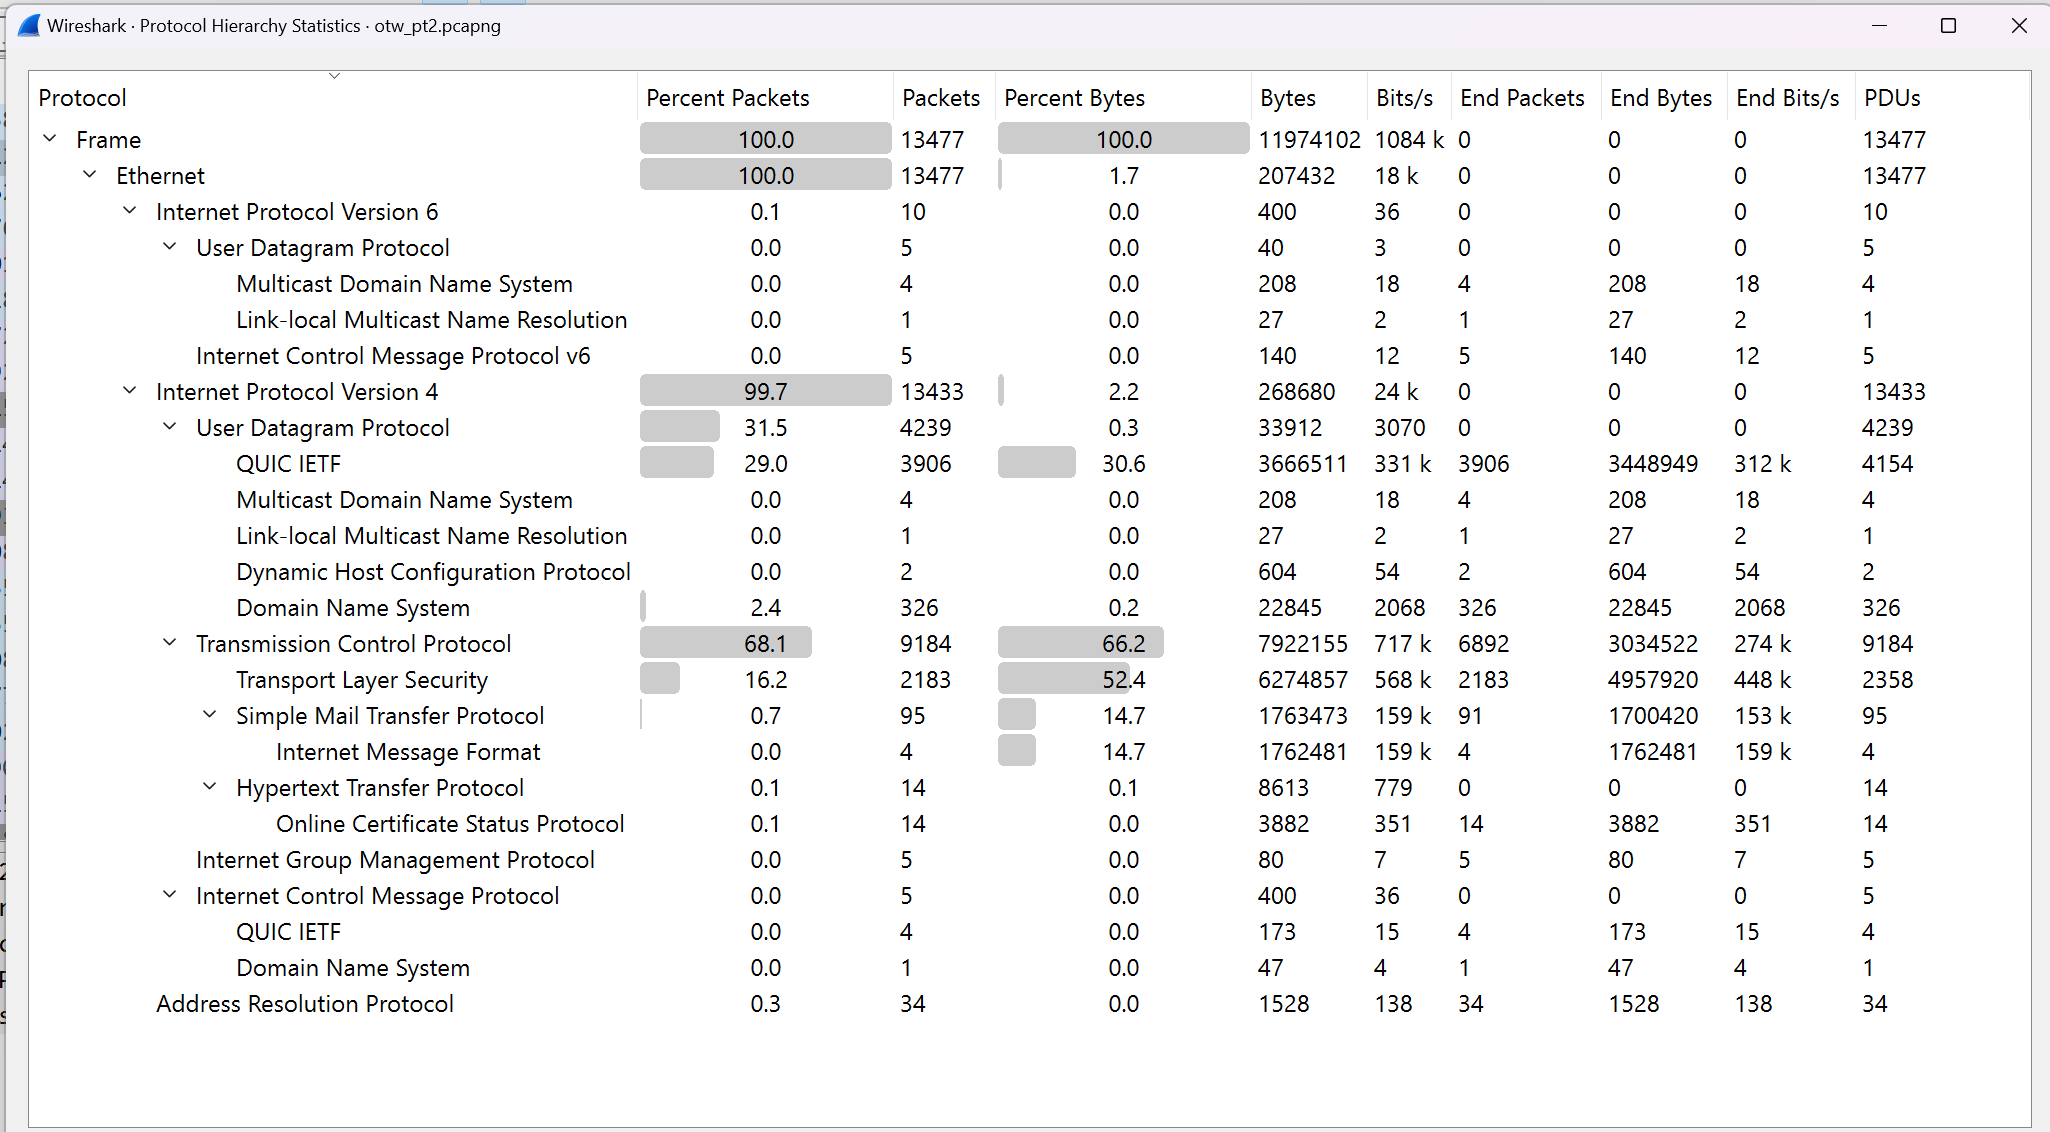 Wireshark · Protocol Hierarchy Statistics · otw_pt2.pcapng
Protocol Percent Packets Packets Percent Bytes Bytes Bits/s End Packets End Bytes End Bits/s PDUs
Frame 100.0 13477 100.0 11974102 1084 k 0 0 0 13477
Ethernet 100.0 13477 1.7 207432 18 k 0 0 0 13477
Internet Protocol Version 6 0.1 10 0.0 400 36 0 0 0 10
User Datagram Protocol 0.0 5 0.0 40 3 0 0 0 5
Multicast Domain Name System 0.0 4 0.0 208 18 4 208 18 4
Link-local Multicast Name Resolution 0.0 1 0.0 27 2 1 27 2 1
Internet Control Message Protocol v6 0.0 5 0.0 140 12 5 140 12 5
Internet Protocol Version 4 99.7 13433 2.2 268680 24 k 0 0 0 13433
User Datagram Protocol 31.5 4239 0.3 33912 3070 0 0 0 4239
QUIC IETF 29.0 3906 30.6 3666511 331 k 3906 3448949 312 k 4154
Multicast Domain Name System 0.0 4 0.0 208 18 4 208 18 4
Link-local Multicast Name Resolution 0.0 1 0.0 27 2 1 27 2 1
Dynamic Host Configuration Protocol 0.0 2 0.0 604 54 2 604 54 2
Domain Name System 2.4 326 0.2 22845 2068 326 22845 2068 326
Transmission Control Protocol 68.1 9184 66.2 7922155 717 k 6892 3034522 274 k 9184
Transport Layer Security 16.2 2183 52.4 6274857 568 k 2183 4957920 448 k 2358
Simple Mail Transfer Protocol 0.7 95 14.7 1763473 159 k 91 1700420 153 k 95
Internet Message Format 0.0 4 14.7 1762481 159 k 4 1762481 159 k 4
Hypertext Transfer Protocol 0.1 14 0.1 8613 779 0 0 0 14
Online Certificate Status Protocol 0.1 14 0.0 3882 351 14 3882 351 14
Internet Group Management Protocol 0.0 5 0.0 80 7 5 80 7 5
Internet Control Message Protocol 0.0 5 0.0 400 36 0 0 0 5
QUIC IETF 0.0 4 0.0 173 15 4 173 15 4
Domain Name System 0.0 1 0.0 47 4 1 47 4 1
Address Resolution Protocol 0.3 34 0.0 1528 138 34 1528 138 34